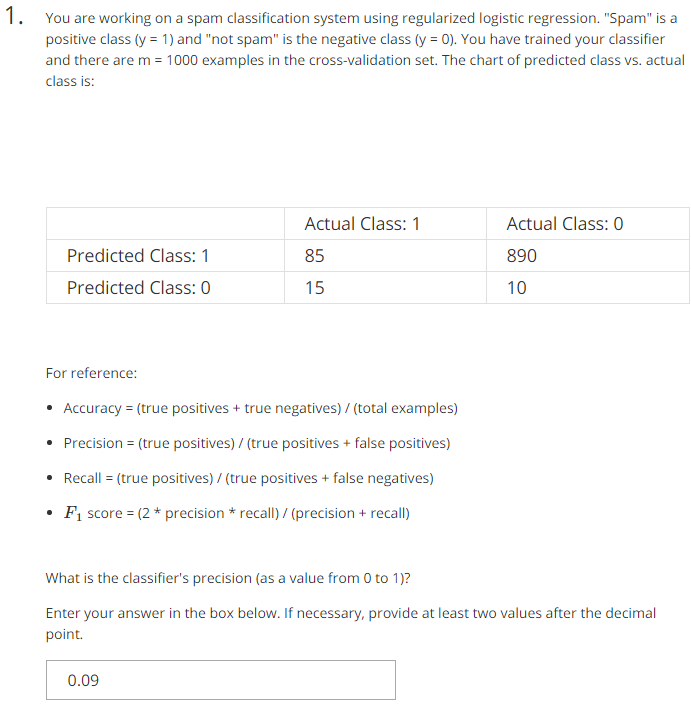 1. You are working on a spam classification system using regularized logistic regression. "Spam" is a
positive class (y = 1) and "not spam" is the negative class (y = 0). You have trained your classifier
and there are m = 1000 examples in the cross-validation set. The chart of predicted class vs. actual
class is:
Actual Class: 1 Actual Class: 0
Predicted Class: 1 85 890
Predicted Class: 0 15 10
For reference:
• Accuracy = (true positives + true negatives) / (total examples)
• Precision = (true positives) / (true positives + false positives)
• Recall = (true positives) / (true positives + false negatives)
• F₁ score = (2 * precision * recall) / (precision + recall)
What is the classifier's precision (as a value from 0 to 1)?
Enter your answer in the box below. If necessary, provide at least two values after the decimal
point.
0.09